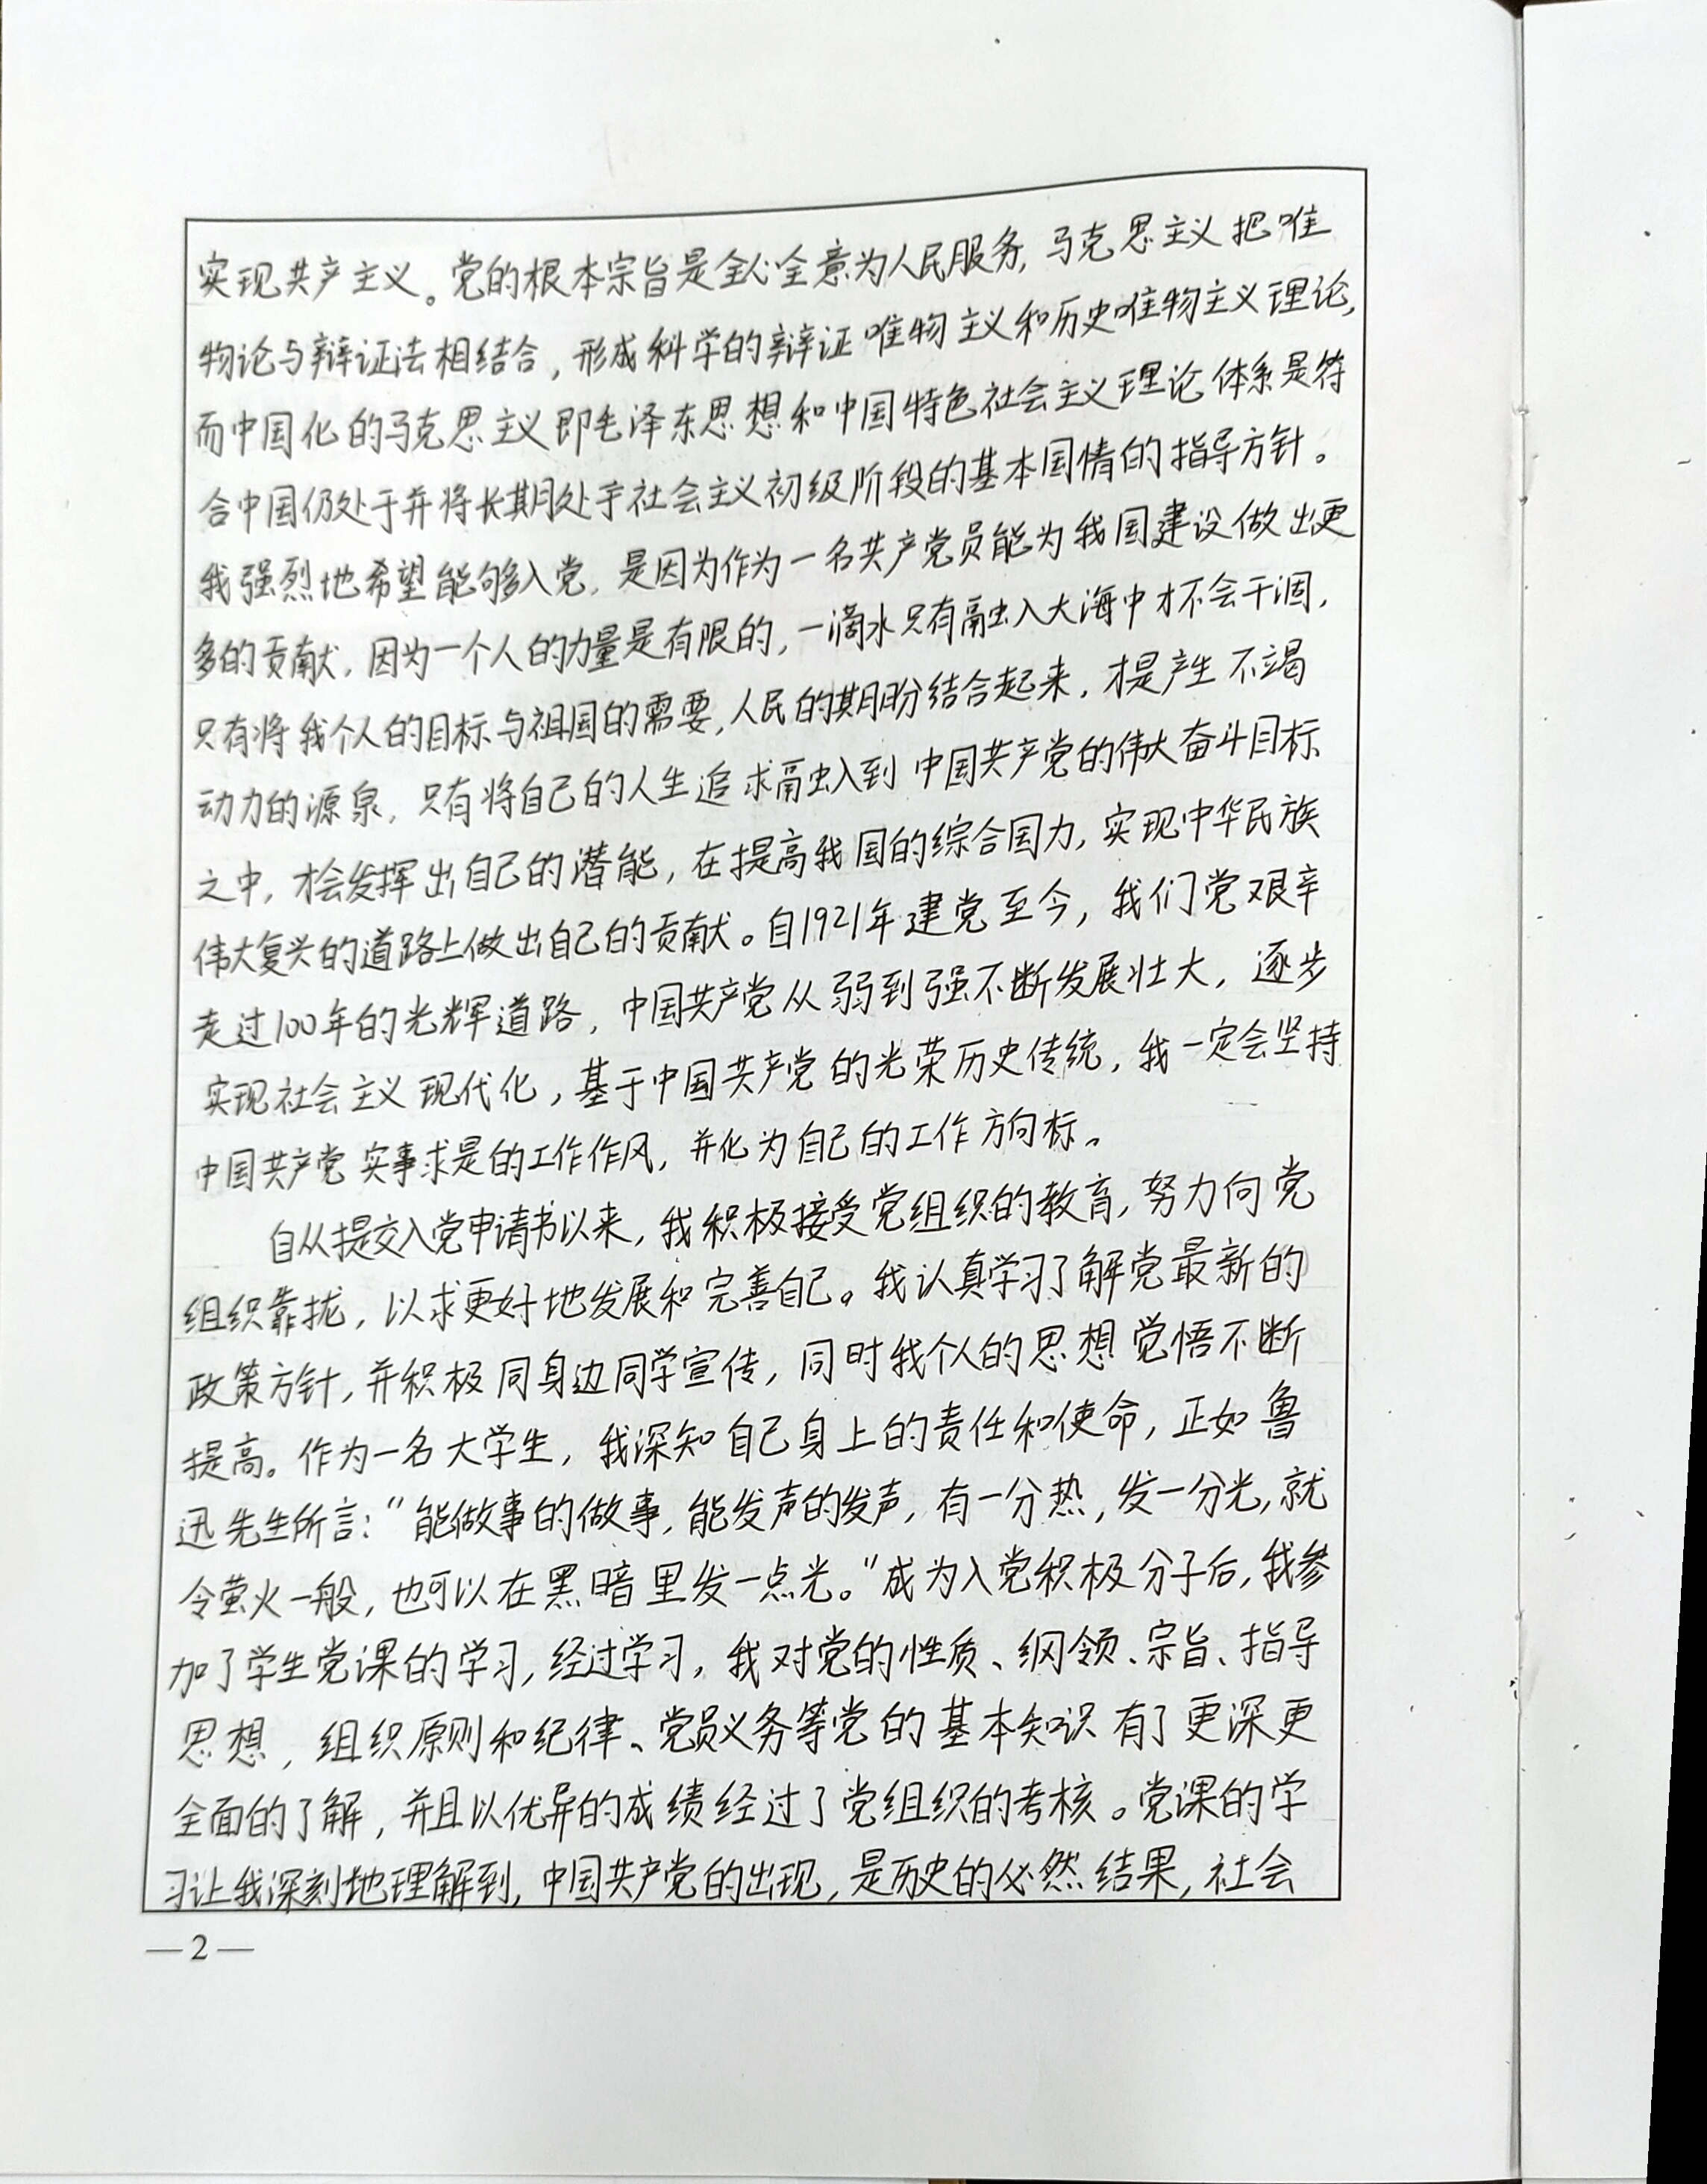 实现共产主义。党的根本宗旨是全心全意为人民服务,马克思主义把唯
物论与辩证法相结合,形成科学的辩证唯物主义和历史唯物主义理论,
而中国化的马克思主义即毛泽东思想和中国特色社会主义理论体系是符
合中国仍处于并将长期处于社会主义初级阶段的基本国情的指导方针。
我强烈地希望能够入党,是因为作为一名共产党员能为我国建设做出更
多的贡献,因为一个人的力量是有限的,一滴水只有融入大海中才不会干涸,
只有将我个人的目标与祖国的需要,人民的期盼结合起来,才是产生不竭
动力的源泉,只有将自己的人生追求融入到中国共产党的伟大奋斗目标
之中,才会发挥出自己的潜能,在提高我国的综合国力,实现中华民族
伟大复兴的道路上做出自己的贡献。自1921年建党至今,我们党艰辛
走过100年的光辉道路,中国共产党从弱到强不断发展壮大,逐步
实现社会主义现代化,基于中国共产党的光荣历史传统,我一定会坚持
中国共产党实事求是的工作作风,并化为自己的工作方向标。
自从提交入党申请书以来,我积极接受党组织的教育,努力向党
组织靠拢,以求更好地发展和完善自己。我认真学习了解党最新的
政策方针,并积极同身边同学宣传,同时我个人的思想觉悟不断
提高。作为一名大学生,我深知自己身上的责任和使命,正如鲁
迅先生所言:“能做事的做事,能发声的发声,有一分热,发一分光,就
令萤火一般,也可以在黑暗里发一点光。”成为入党积极分子后,我参
加了学生党课的学习,经过学习,我对党的性质、纲领、宗旨、指导
思想,组织原则和纪律、党员义务等党的基本知识有了更深更
全面的了解,并且以优异的成绩经过了党组织的考核。党课的学
习让我深刻地理解到,中国共产党的出现,是历史的必然结果,社会
—2—